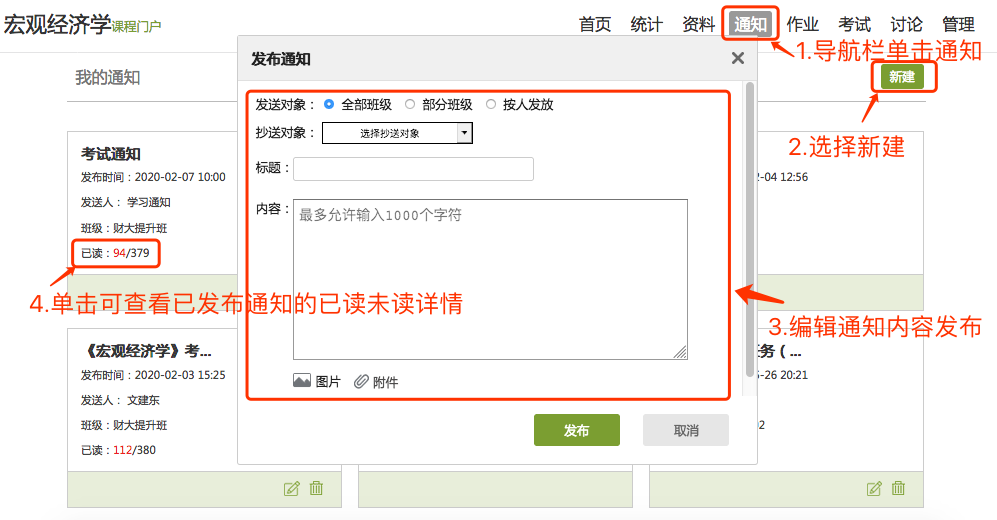 宏观经济学课程门户
首页 统计 资料 通知 作业 考试 讨论 管理
1.导航栏单击通知
我的通知
新建
2.选择新建
发布通知
发送对象： 全部班级 部分班级 按人发放
抄送对象： 选择抄送对象
标题：
内容：
最多允许输入1000个字符
图片 附件
发布 取消
3.编辑通知内容发布
考试通知
发布时间：2020-02-07 10:00
发送人： 学习通知
班级：财大提升班
已读：94/379
4.单击可查看已发布通知的已读未读详情
2-04 12:56
《宏观经济学》考...
发布时间：2020-02-03 15:25
发送人： 文建东
班级：财大提升班
已读：112/380
务（...
-26 20:21